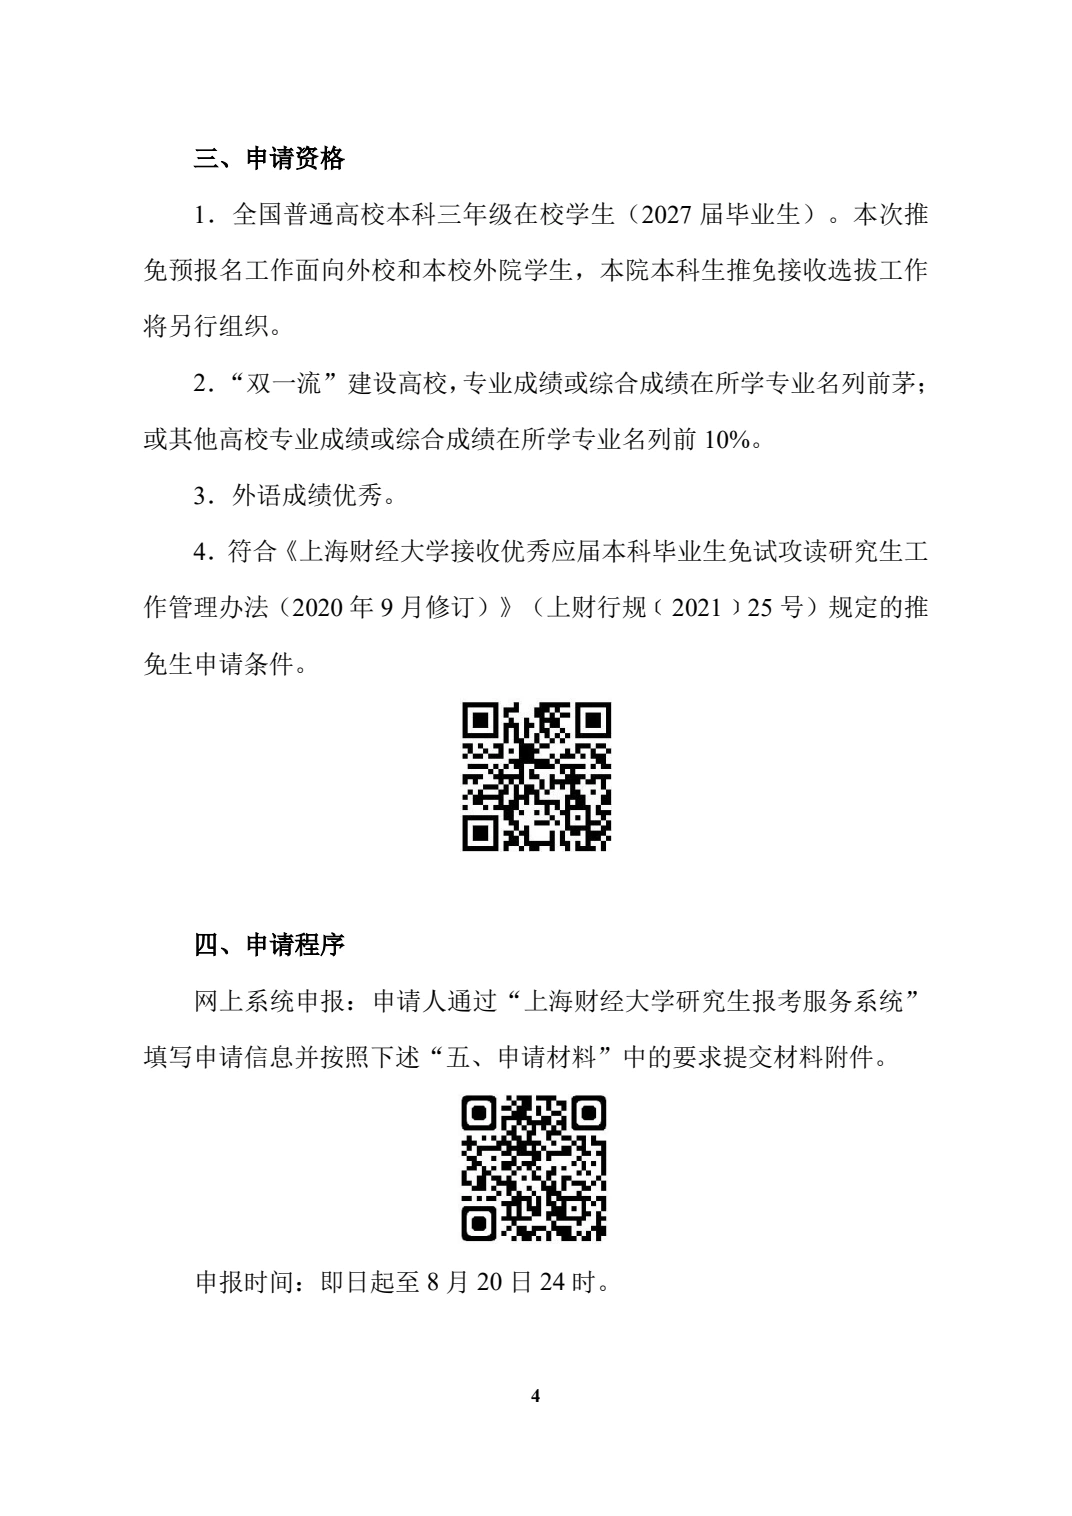 三、申请资格
1．全国普通高校本科三年级在校学生（2027 届毕业生）。本次推
免预报名工作面向外校和本校外院学生，本院本科生推免接收选拔工作
将另行组织。
2．“双一流”建设高校，专业成绩或综合成绩在所学专业名列前茅；
或其他高校专业成绩或综合成绩在所学专业名列前 10%。
3．外语成绩优秀。
4．符合《上海财经大学接收优秀应届本科毕业生免试攻读研究生工
作管理办法（2020 年 9 月修订）》（上财行规﹝2021﹞25 号）规定的推
免生申请条件。
四、申请程序
网上系统申报：申请人通过“上海财经大学研究生报考服务系统”
填写申请信息并按照下述“五、申请材料”中的要求提交材料附件。
申报时间：即日起至 8 月 20 日 24 时。
4